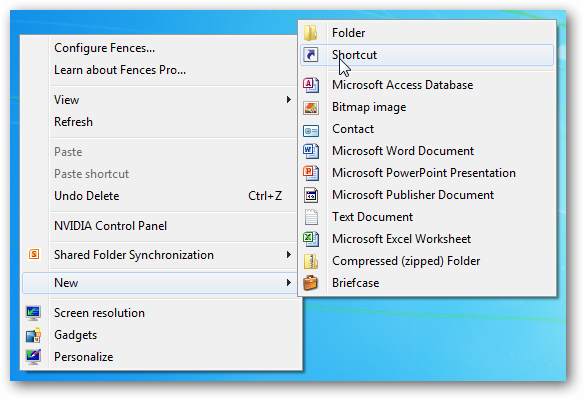 Configure Fences...
Learn about Fences Pro...
View
Refresh
Paste
Paste shortcut
Undo Delete Ctrl+Z
NVIDIA Control Panel
Shared Folder Synchronization
New
Screen resolution
Gadgets
Personalize
Folder
Shortcut
Microsoft Access Database
Bitmap image
Contact
Microsoft Word Document
Microsoft PowerPoint Presentation
Microsoft Publisher Document
Text Document
Microsoft Excel Worksheet
Compressed (zipped) Folder
Briefcase